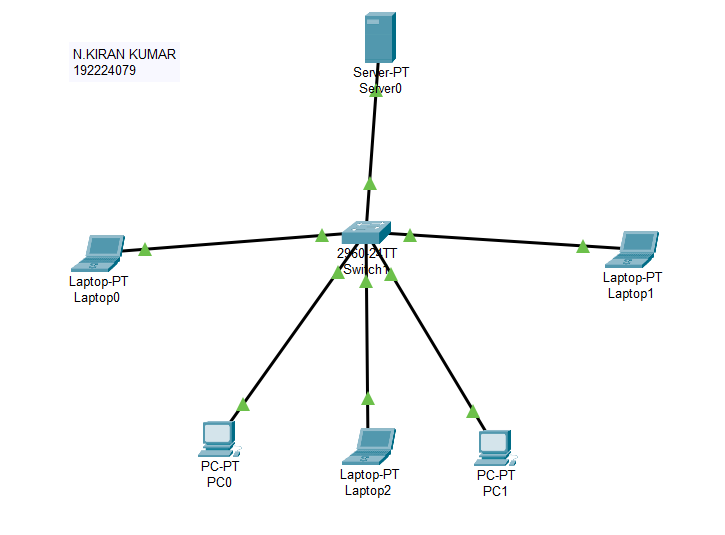 N.KIRAN KUMAR
192224079
Server-PT
Server0
2960-24TT
Switch1
Laptop-PT
Laptop0
Laptop-PT
Laptop1
PC-PT
PC0
Laptop-PT
Laptop2
PC-PT
PC1